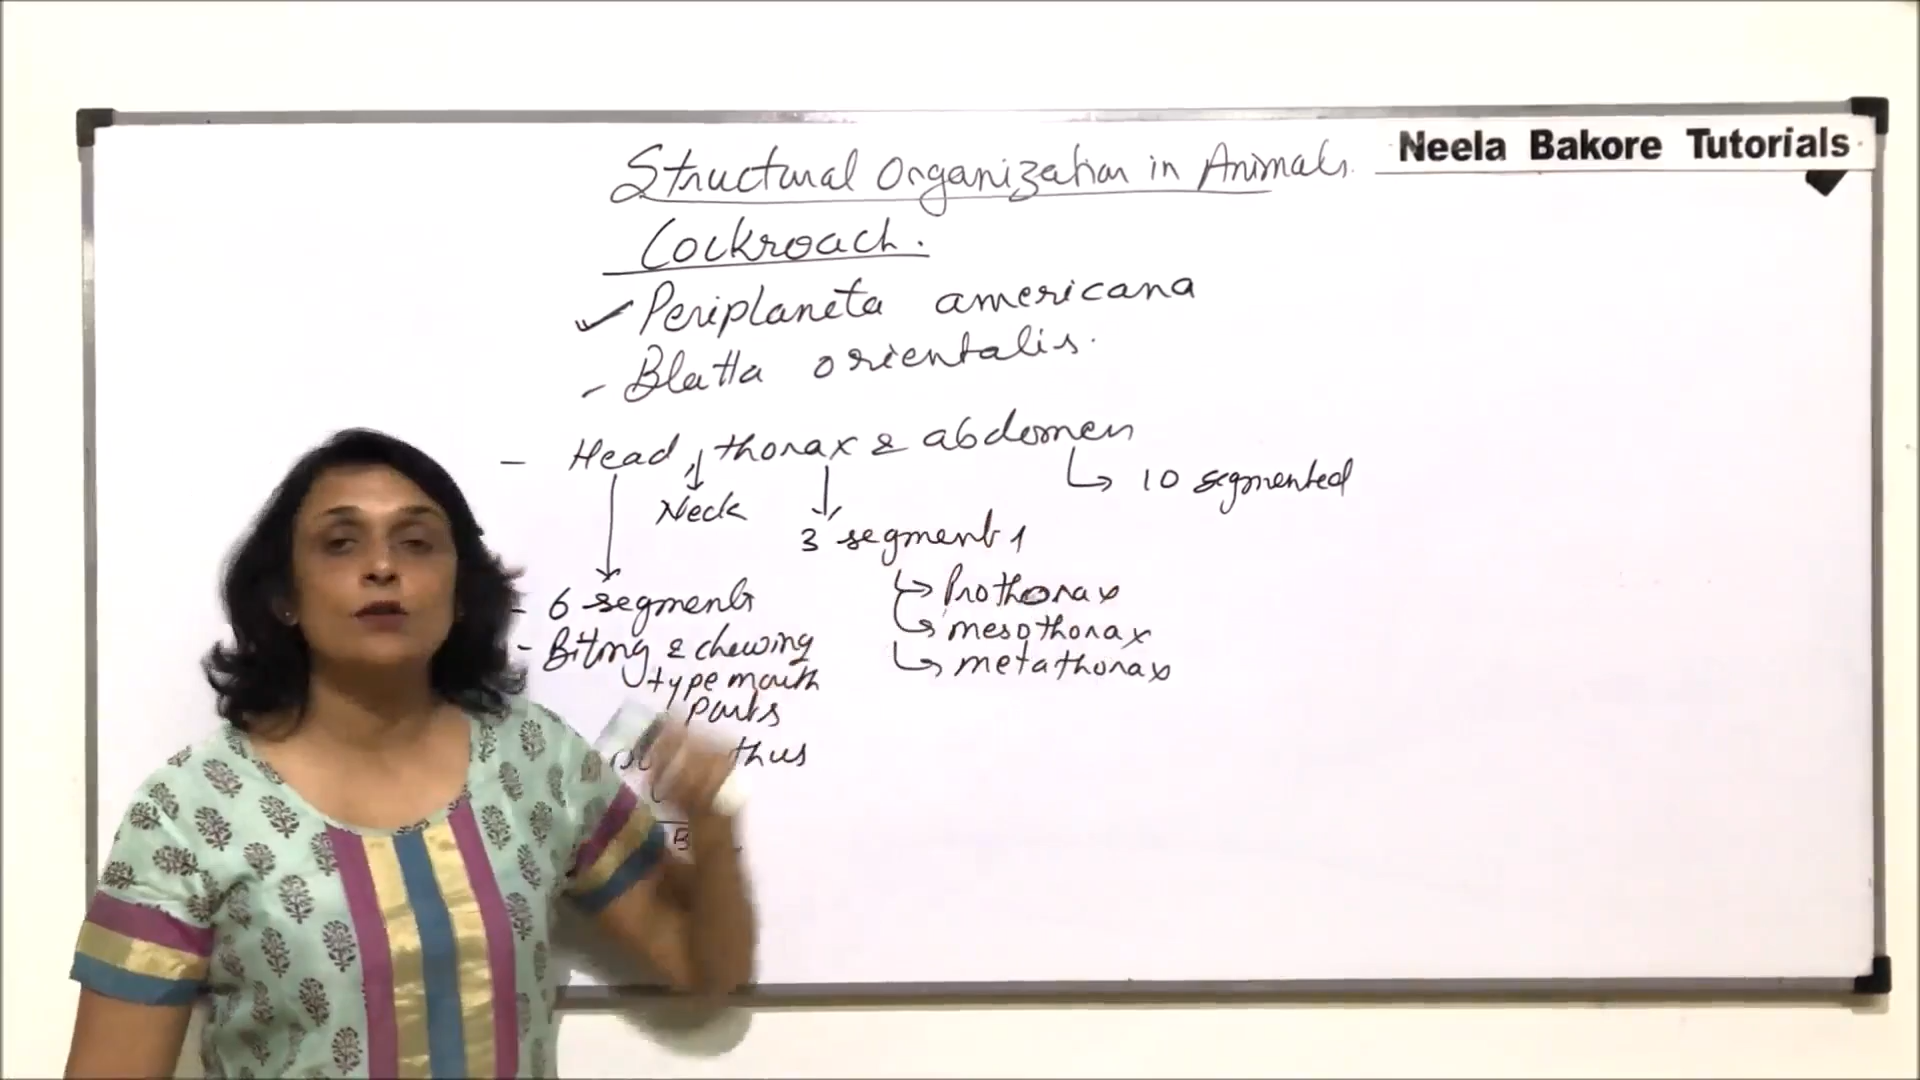 Neela Bakore Tutorials
Structural Organization in Animals.
Cockroach.
✓ Periplaneta americana
- Blatta orientalis.
- Head, thorax & abdomen
Neck
10 segmented
3 segments
- 6 segments
Prothorax
mesothorax
metathorax
- Biting & chewing
type mouth
parts